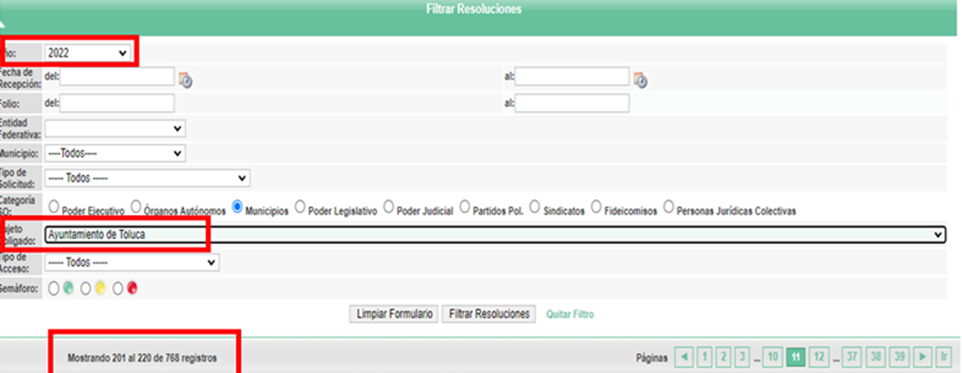 Filtrar Resoluciones
Año: 2022
Fecha de Recepción: del: al:
Folio: del: al:
Entidad Federativa:
Municipio: ----Todos----
Tipo de Solicitud: ----- Todos -----
Categoría SO: Poder Ejecutivo Órganos Autónomos Municipios Poder Legislativo Poder Judicial Partidos Pol. Sindicatos Fideicomisos Personas Jurídicas Colectivas
Sujeto Obligado: Ayuntamiento de Toluca
Tipo de Acceso: ----- Todos -----
Semáforo:
Limpiar Formulario Filtrar Resoluciones Quitar Filtro
Mostrando 201 al 220 de 768 registros Páginas 1 2 3 ... 10 11 12 ... 37 38 39 Ir